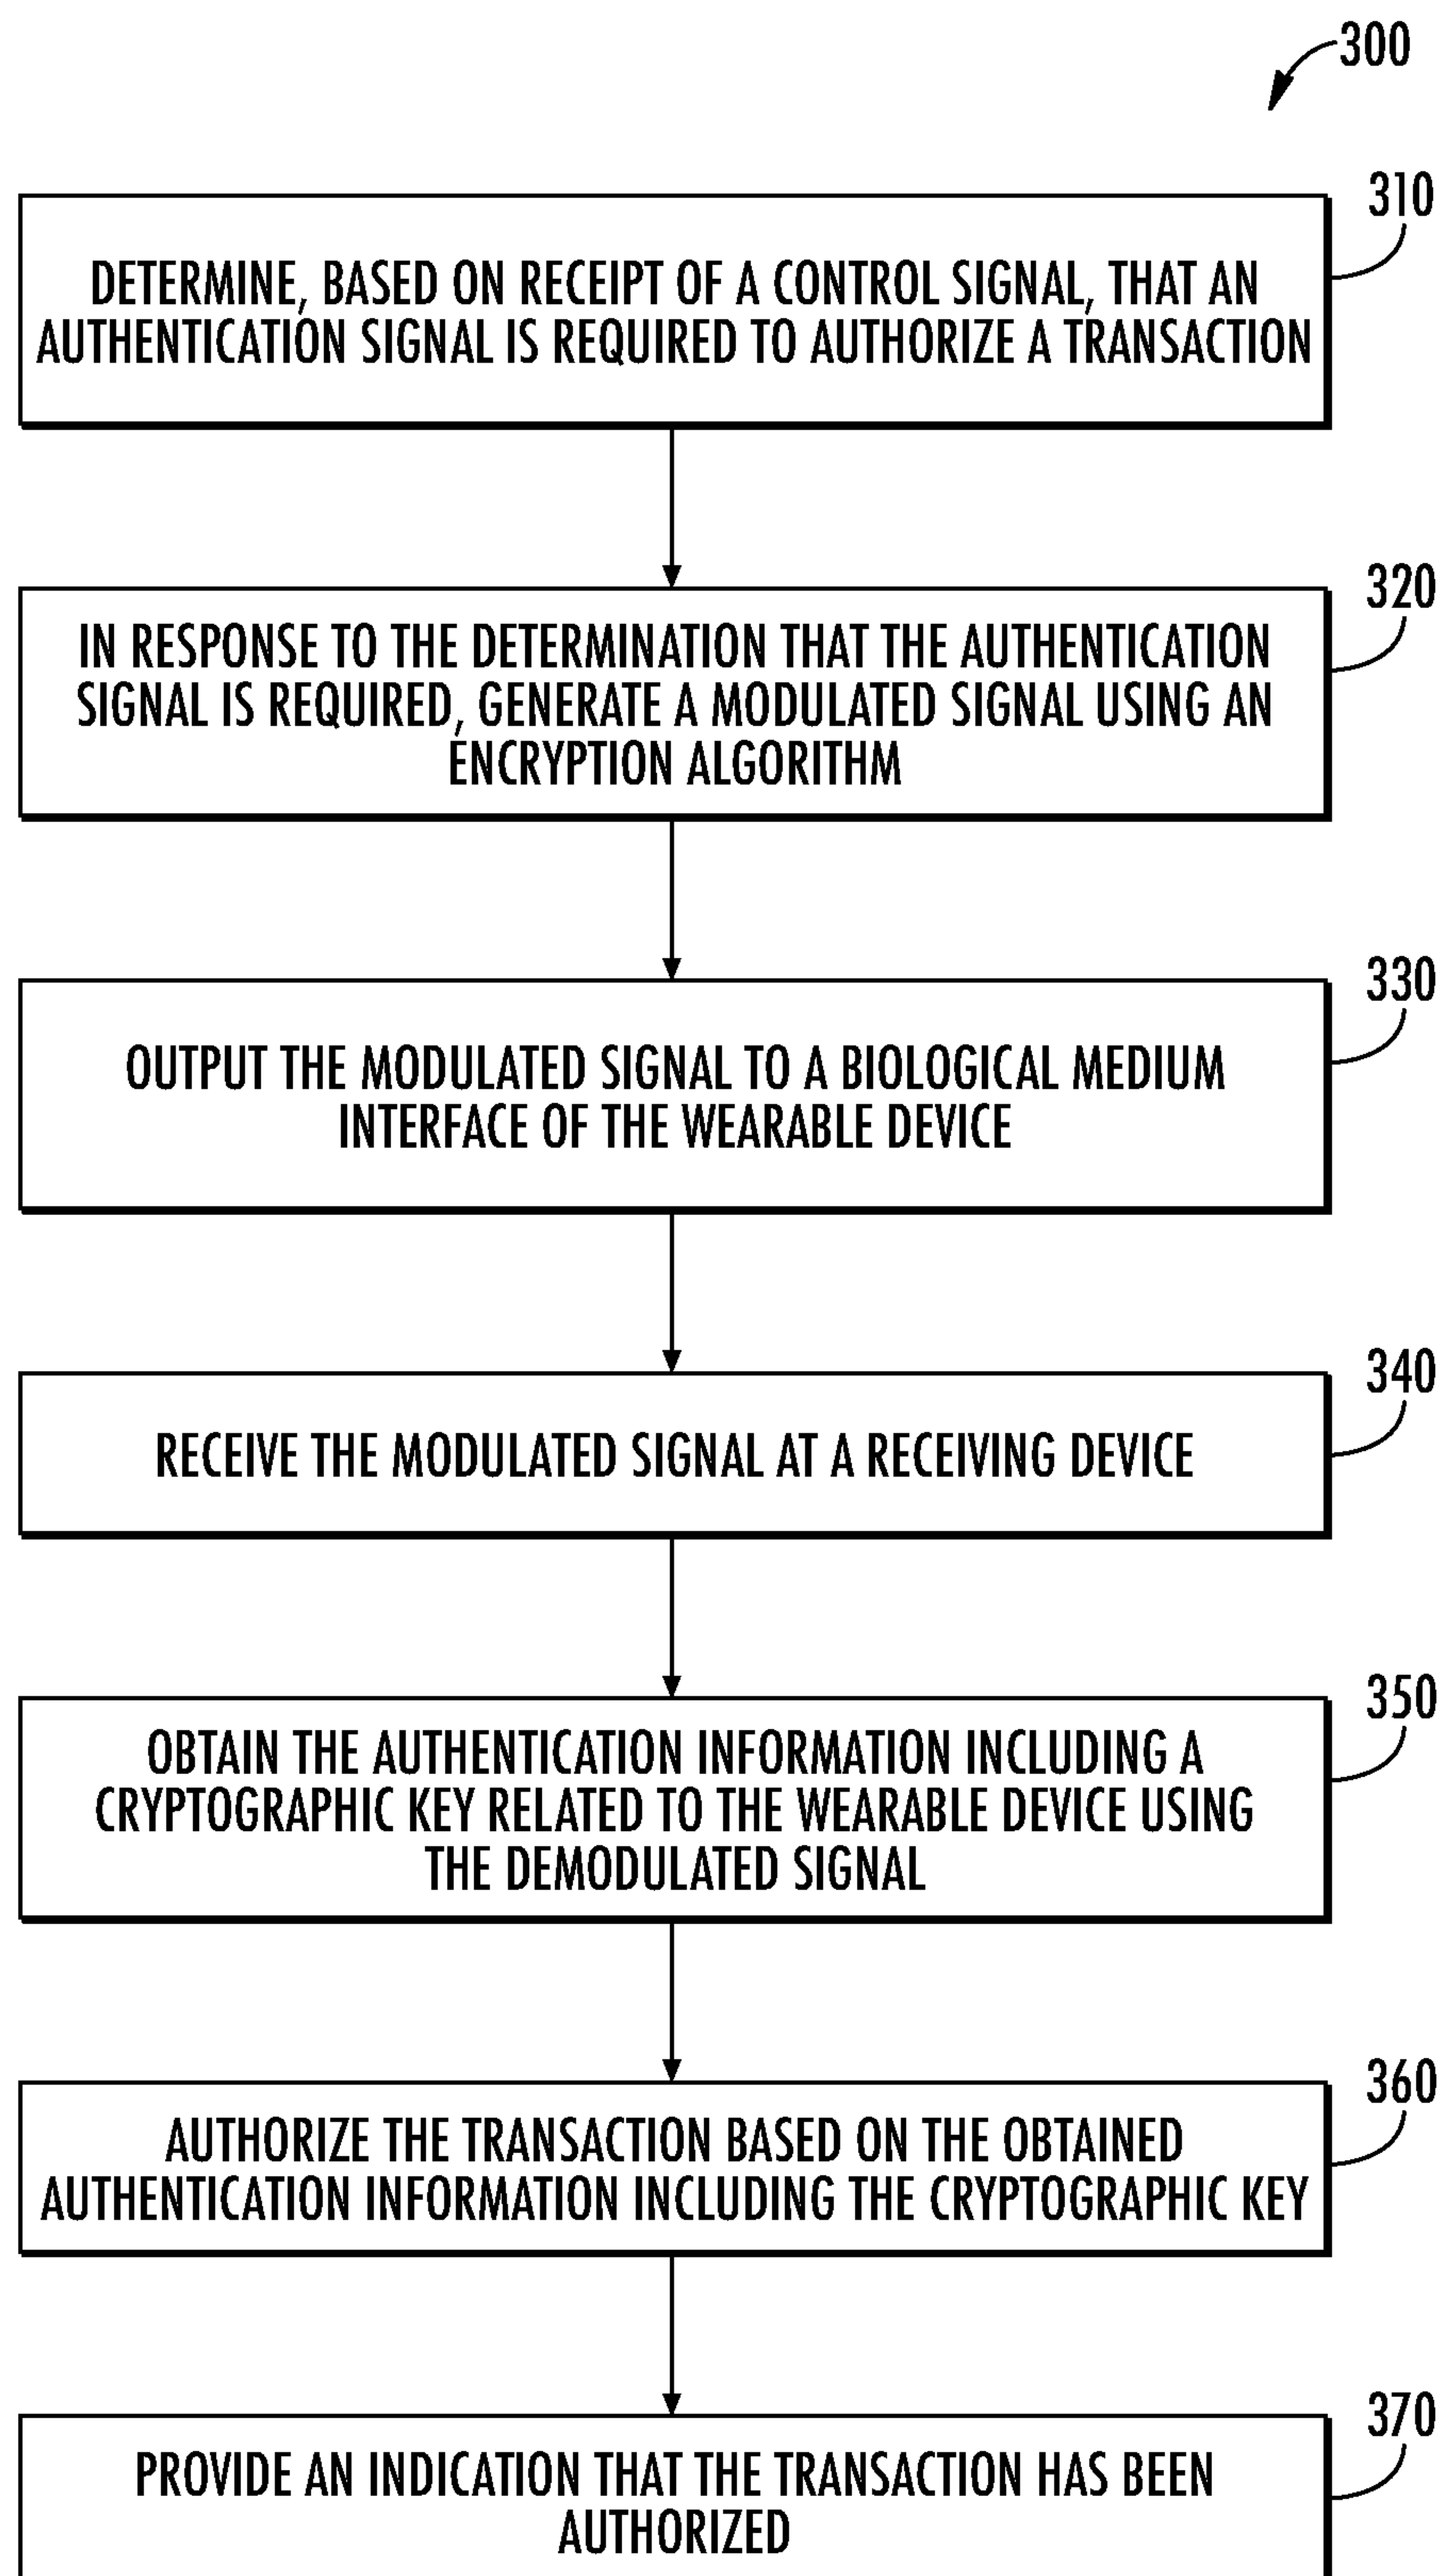 300
310
DETERMINE, BASED ON RECEIPT OF A CONTROL SIGNAL, THAT AN
AUTHENTICATION SIGNAL IS REQUIRED TO AUTHORIZE A TRANSACTION
320
IN RESPONSE TO THE DETERMINATION THAT THE AUTHENTICATION
SIGNAL IS REQUIRED, GENERATE A MODULATED SIGNAL USING AN
ENCRYPTION ALGORITHM
330
OUTPUT THE MODULATED SIGNAL TO A BIOLOGICAL MEDIUM
INTERFACE OF THE WEARABLE DEVICE
340
RECEIVE THE MODULATED SIGNAL AT A RECEIVING DEVICE
350
OBTAIN THE AUTHENTICATION INFORMATION INCLUDING A
CRYPTOGRAPHIC KEY RELATED TO THE WEARABLE DEVICE USING
THE DEMODULATED SIGNAL
360
AUTHORIZE THE TRANSACTION BASED ON THE OBTAINED
AUTHENTICATION INFORMATION INCLUDING THE CRYPTOGRAPHIC KEY
370
PROVIDE AN INDICATION THAT THE TRANSACTION HAS BEEN
AUTHORIZED